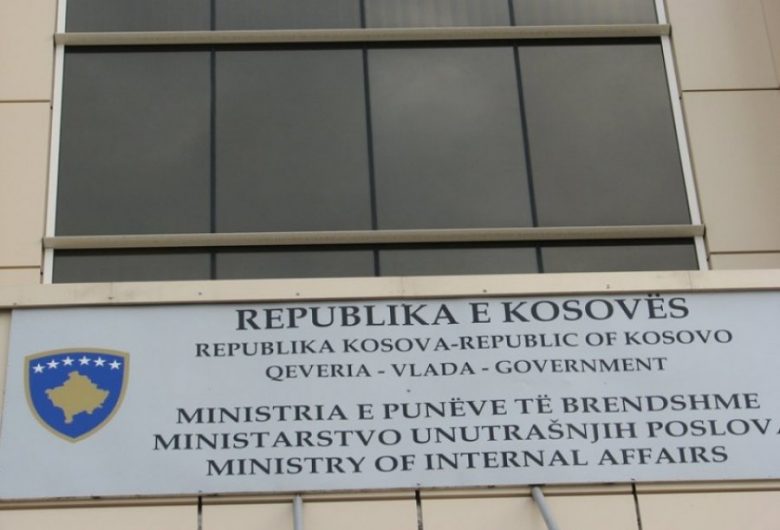 REPUBLIKA E KOSOVËS
REPUBLIKA KOSOVA-REPUBLIC OF KOSOVO
QEVERIA - VLADA - GOVERNMENT
MINISTRIA E PUNËVE TË BRENDSHME
MINISTARSTVO UNUTRAŠNJIH POSLOVA
MINISTRY OF INTERNAL AFFAIRS